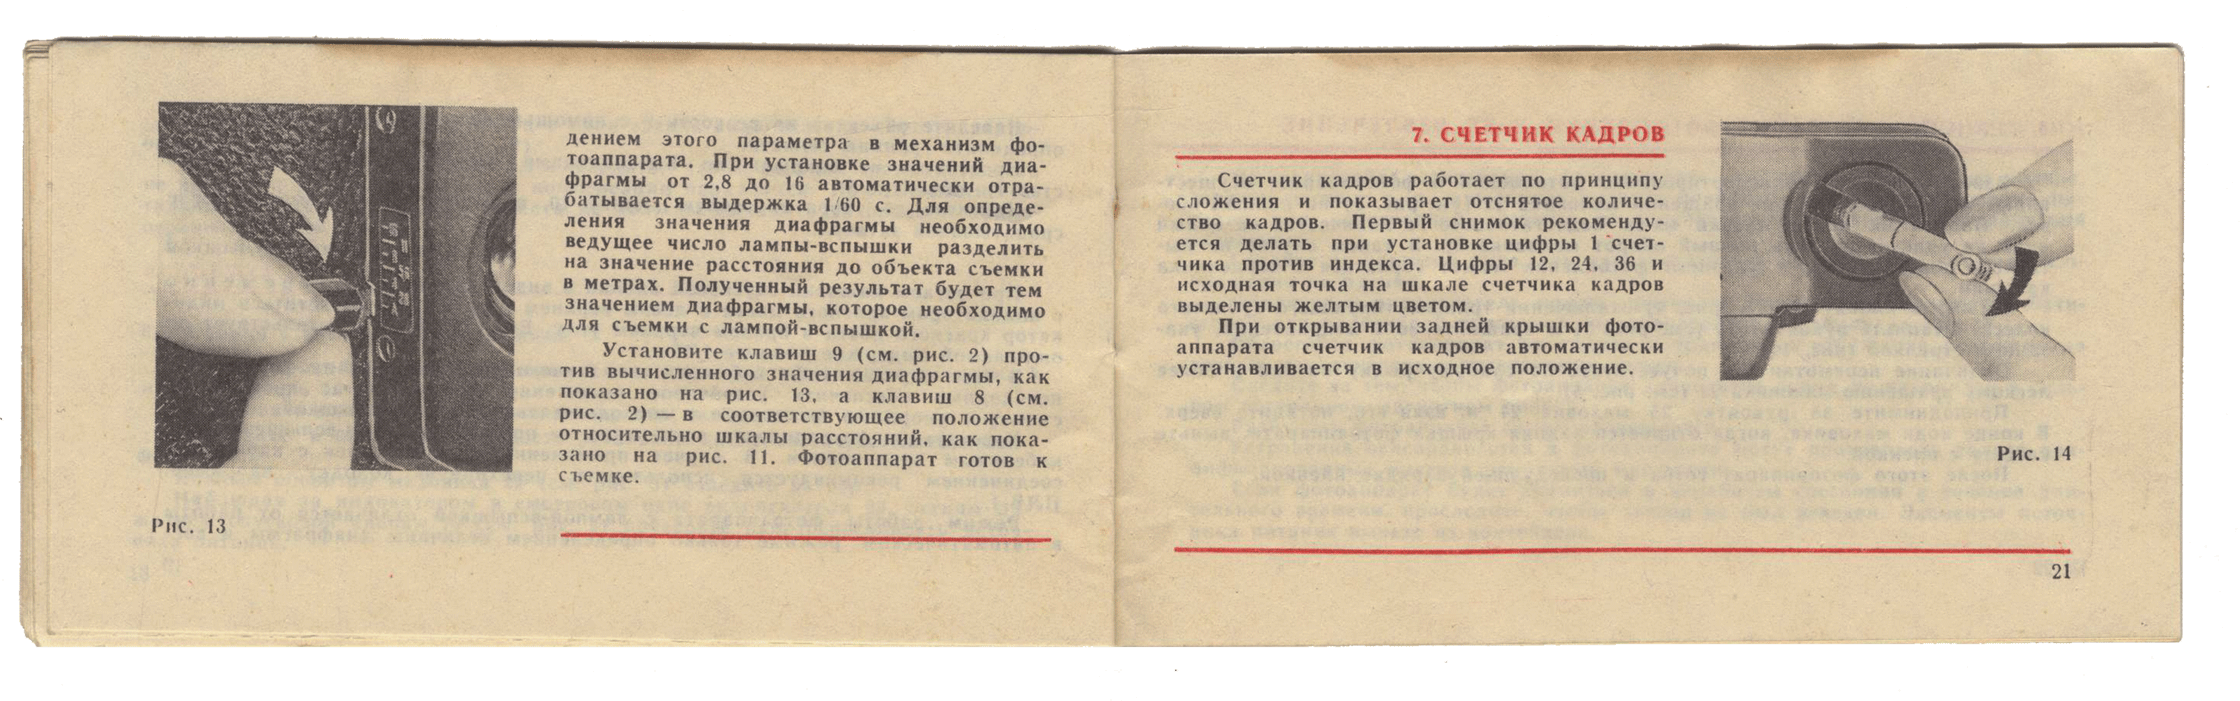 дением этого параметра в механизм фо-
тоаппарата. При установке значений диа-
фрагмы от 2,8 до 16 автоматически отра-
батывается выдержка 1/60 с. Для опреде-
ления значения диафрагмы необходимо
ведущее число лампы-вспышки разделить
на значение расстояния до объекта съемки
в метрах. Полученный результат будет тем
значением диафрагмы, которое необходимо
для съемки с лампой-вспышкой.
Установите клавиш 9 (см. рис. 2) про-
тив вычисленного значения диафрагмы, как
показано на рис. 13, а клавиш 8 (см.
рис. 2) — в соответствующее положение
относительно шкалы расстояний, как пока-
зано на рис. 11. Фотоаппарат готов к
съемке.
Рис. 13
7. СЧЕТЧИК КАДРОВ
Счетчик кадров работает по принципу
сложения и показывает отснятое количе-
ство кадров. Первый снимок рекоменду-
ется делать при установке цифры 1 счет-
чика против индекса. Цифры 12, 24, 36 и
исходная точка на шкале счетчика кадров
выделены желтым цветом.
При открывании задней крышки фото-
аппарата счетчик кадров автоматически
устанавливается в исходное положение.
Рис. 14
21